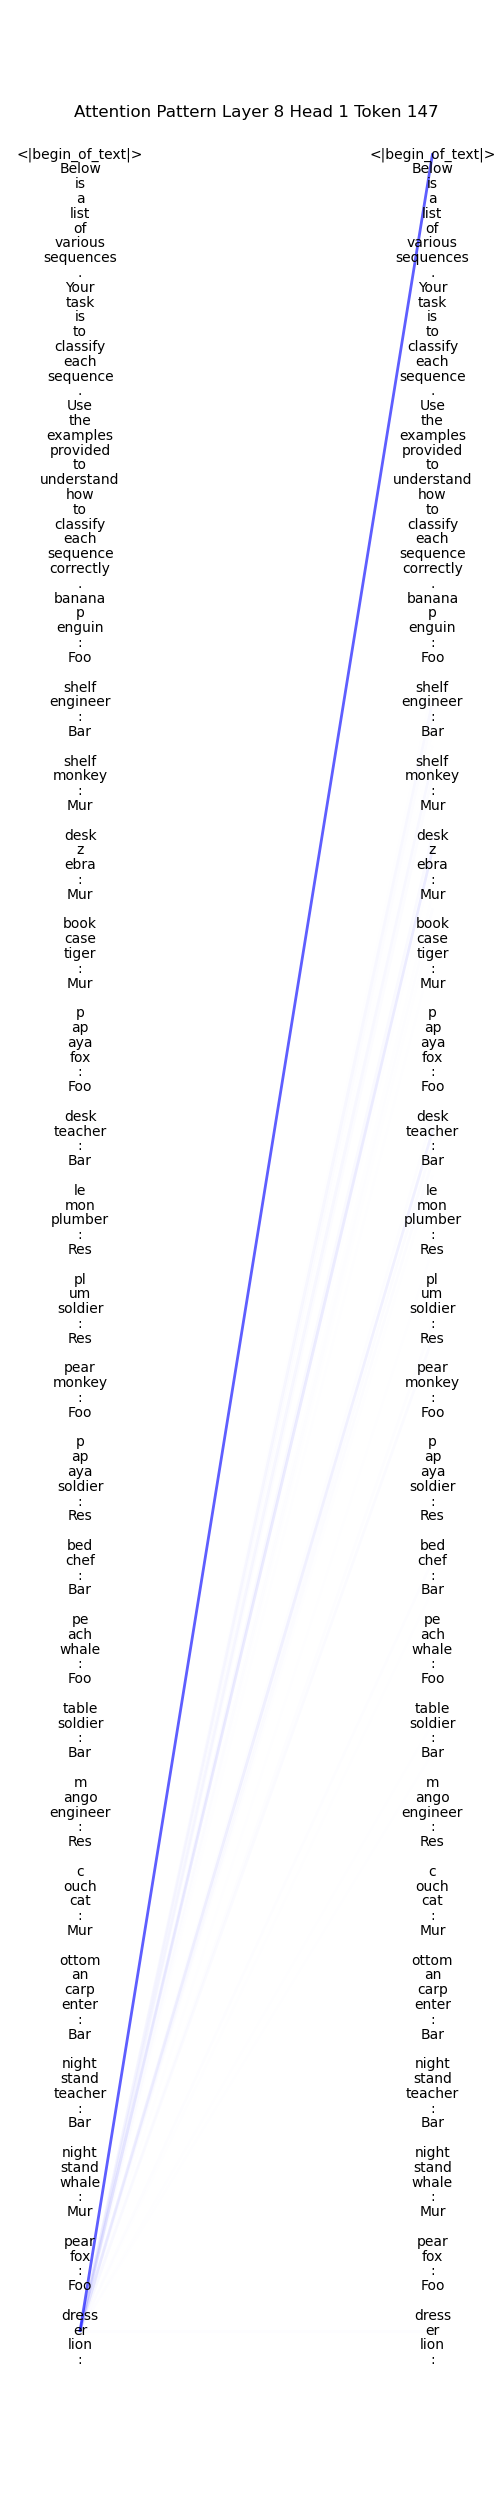 Attention Pattern Layer 8 Head 1 Token 147
<|begin_of_text|>
Below
is
a
list
of
various
sequences
.
Your
task
is
to
classify
each
sequence
.
Use
the
examples
provided
to
understand
how
to
classify
each
sequence
correctly
.
banana
p
enguin
:
Foo
shelf
engineer
:
Bar
shelf
monkey
:
Mur
desk
z
ebra
:
Mur
book
case
tiger
:
Mur
p
ap
aya
fox
:
Foo
desk
teacher
:
Bar
le
mon
plumber
:
Res
pl
um
soldier
:
Res
pear
monkey
:
Foo
p
ap
aya
soldier
:
Res
bed
chef
:
Bar
pe
ach
whale
:
Foo
table
soldier
:
Bar
m
ango
engineer
:
Res
c
ouch
cat
:
Mur
ottom
an
carp
enter
:
Bar
night
stand
teacher
:
Bar
night
stand
whale
:
Mur
pear
fox
:
Foo
dress
er
lion
:
<|begin_of_text|>
Below
is
a
list
of
various
sequences
.
Your
task
is
to
classify
each
sequence
.
Use
the
examples
provided
to
understand
how
to
classify
each
sequence
correctly
.
banana
p
enguin
:
Foo
shelf
engineer
:
Bar
shelf
monkey
:
Mur
desk
z
ebra
:
Mur
book
case
tiger
:
Mur
p
ap
aya
fox
:
Foo
desk
teacher
:
Bar
le
mon
plumber
:
Res
pl
um
soldier
:
Res
pear
monkey
:
Foo
p
ap
aya
soldier
:
Res
bed
chef
:
Bar
pe
ach
whale
:
Foo
table
soldier
:
Bar
m
ango
engineer
:
Res
c
ouch
cat
:
Mur
ottom
an
carp
enter
:
Bar
night
stand
teacher
:
Bar
night
stand
whale
:
Mur
pear
fox
:
Foo
dress
er
lion
: